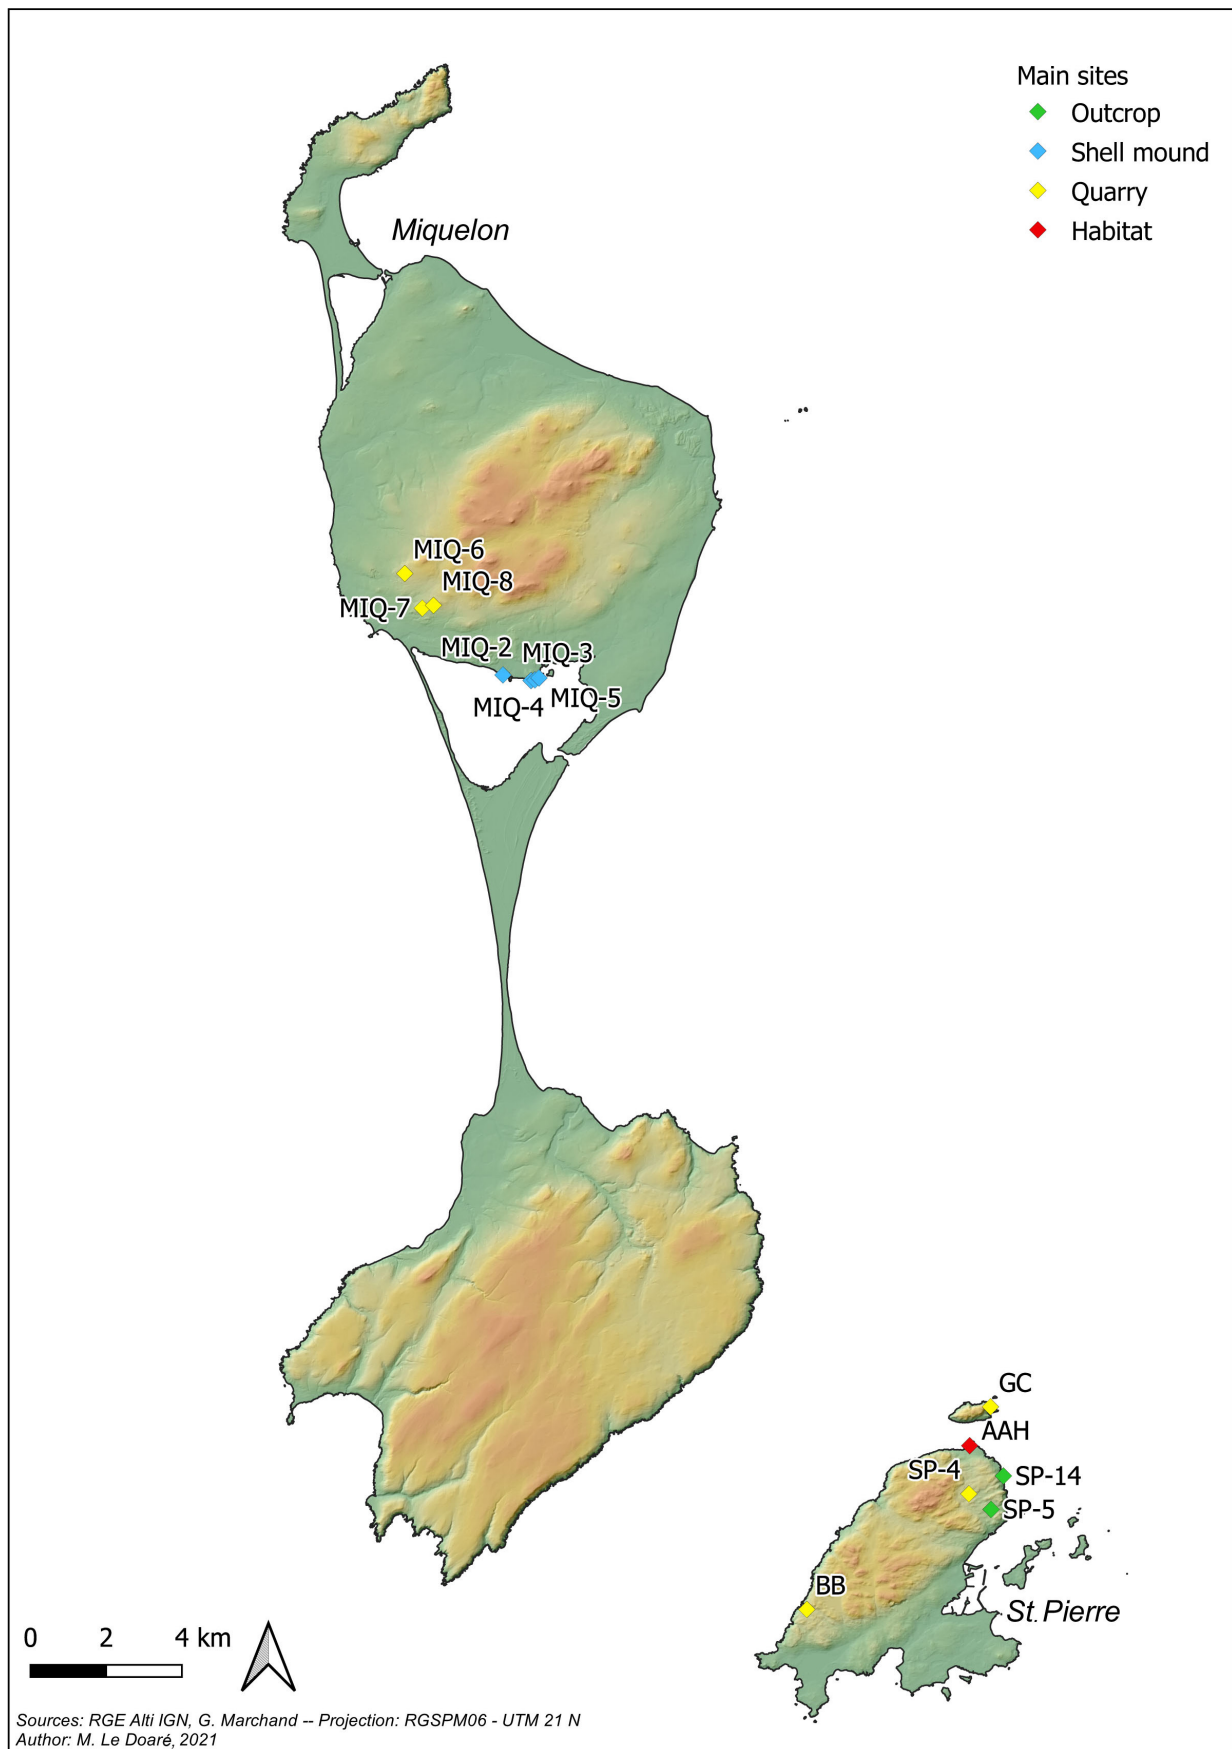 Main sites
Outcrop
Shell mound
Quarry
Habitat
Miquelon
MIQ-6
MIQ-8
MIQ-7
MIQ-2
MIQ-3
MIQ-4
MIQ-5
GC
AAH
SP-4
SP-14
SP-5
BB
St. Pierre
0 2 4 km
Sources: RGE Alti IGN, G. Marchand -- Projection: RGSPM06 - UTM 21 N
Author: M. Le Doaré, 2021